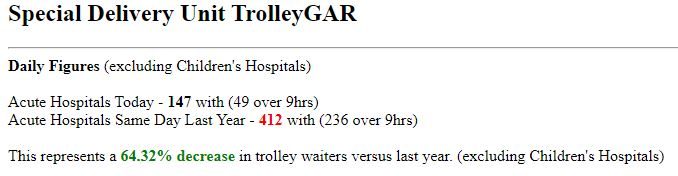 Special Delivery Unit TrolleyGAR
Daily Figures (excluding Children's Hospitals)
Acute Hospitals Today - 147 with (49 over 9hrs)
Acute Hospitals Same Day Last Year - 412 with (236 over 9hrs)
This represents a 64.32% decrease in trolley waiters versus last year. (excluding Children's Hospitals)